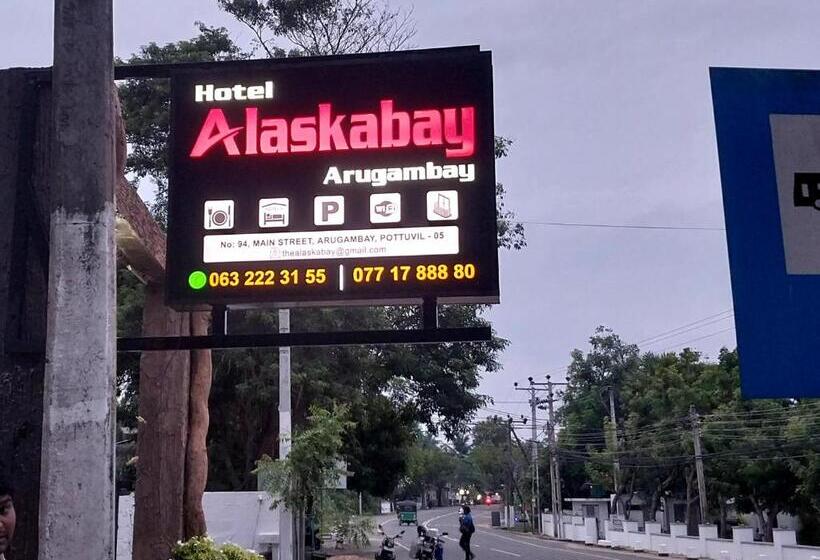 Hotel
Alaskabay
Arugambay
P
WiFi
No: 94, MAIN STREET, ARUGAMBAY, POTTUVIL - 05
thealaskabay@gmail.com
063 222 31 55 | 077 17 888 80